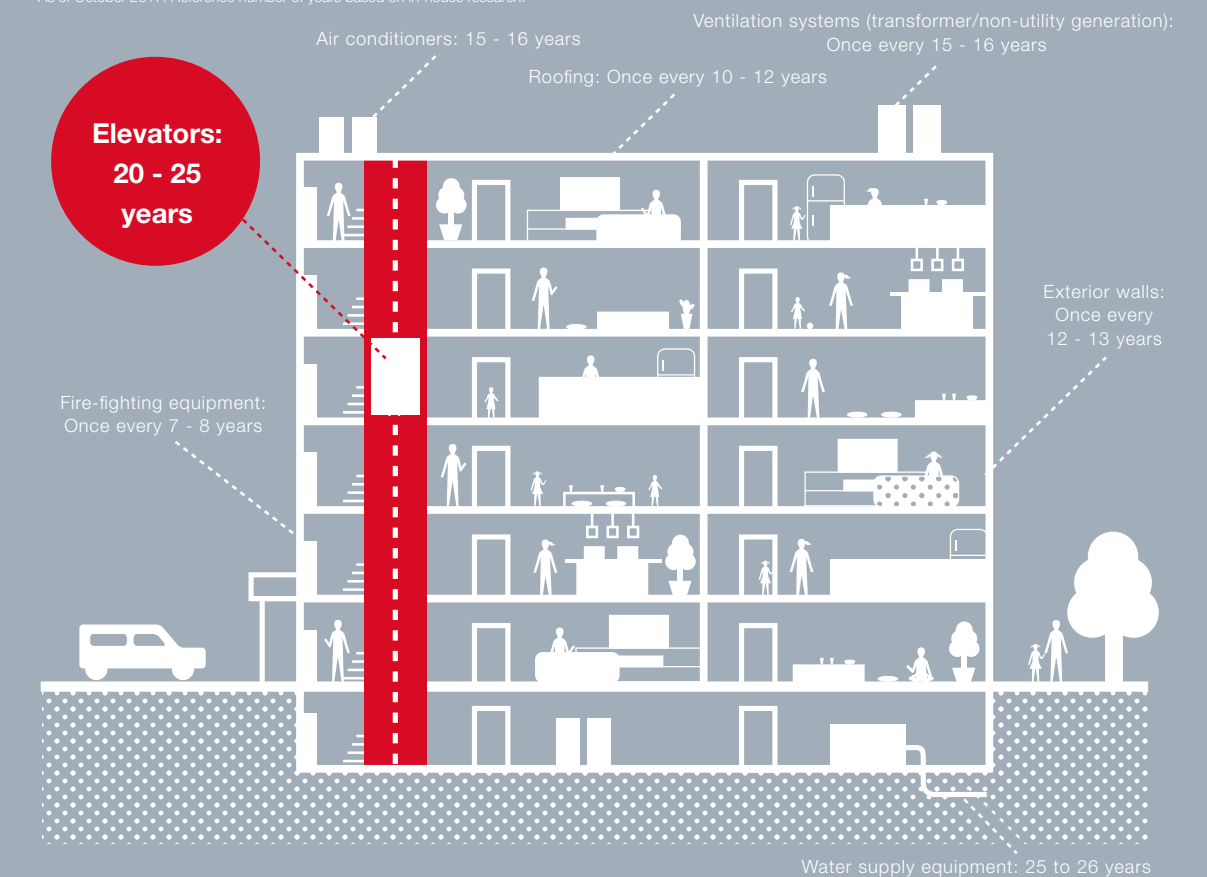 Ventilation systems (transformer/non-utility generation):
Once every 15 - 16 years
Air conditioners: 15 - 16 years
Roofing: Once every 10 - 12 years
Elevators:
20 - 25
years
Exterior walls:
Once every
12 - 13 years
Fire-fighting equipment:
Once every 7 - 8 years
Water supply equipment: 25 to 26 years